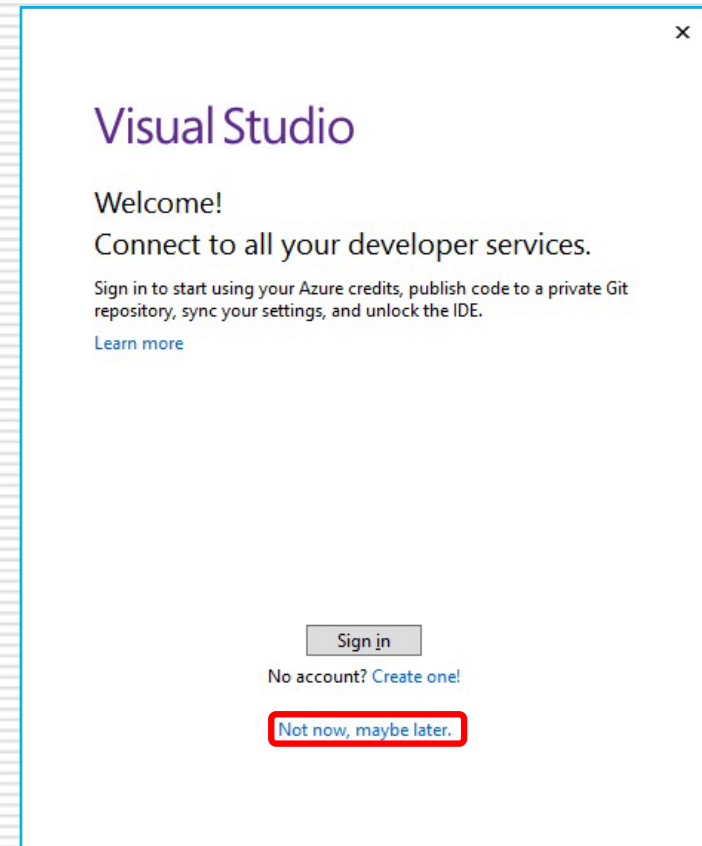 Visual Studio
Welcome!
Connect to all your developer services.
Sign in to start using your Azure credits, publish code to a private Git
repository, sync your settings, and unlock the IDE.
Learn more
Sign in
No account? Create one!
Not now, maybe later.